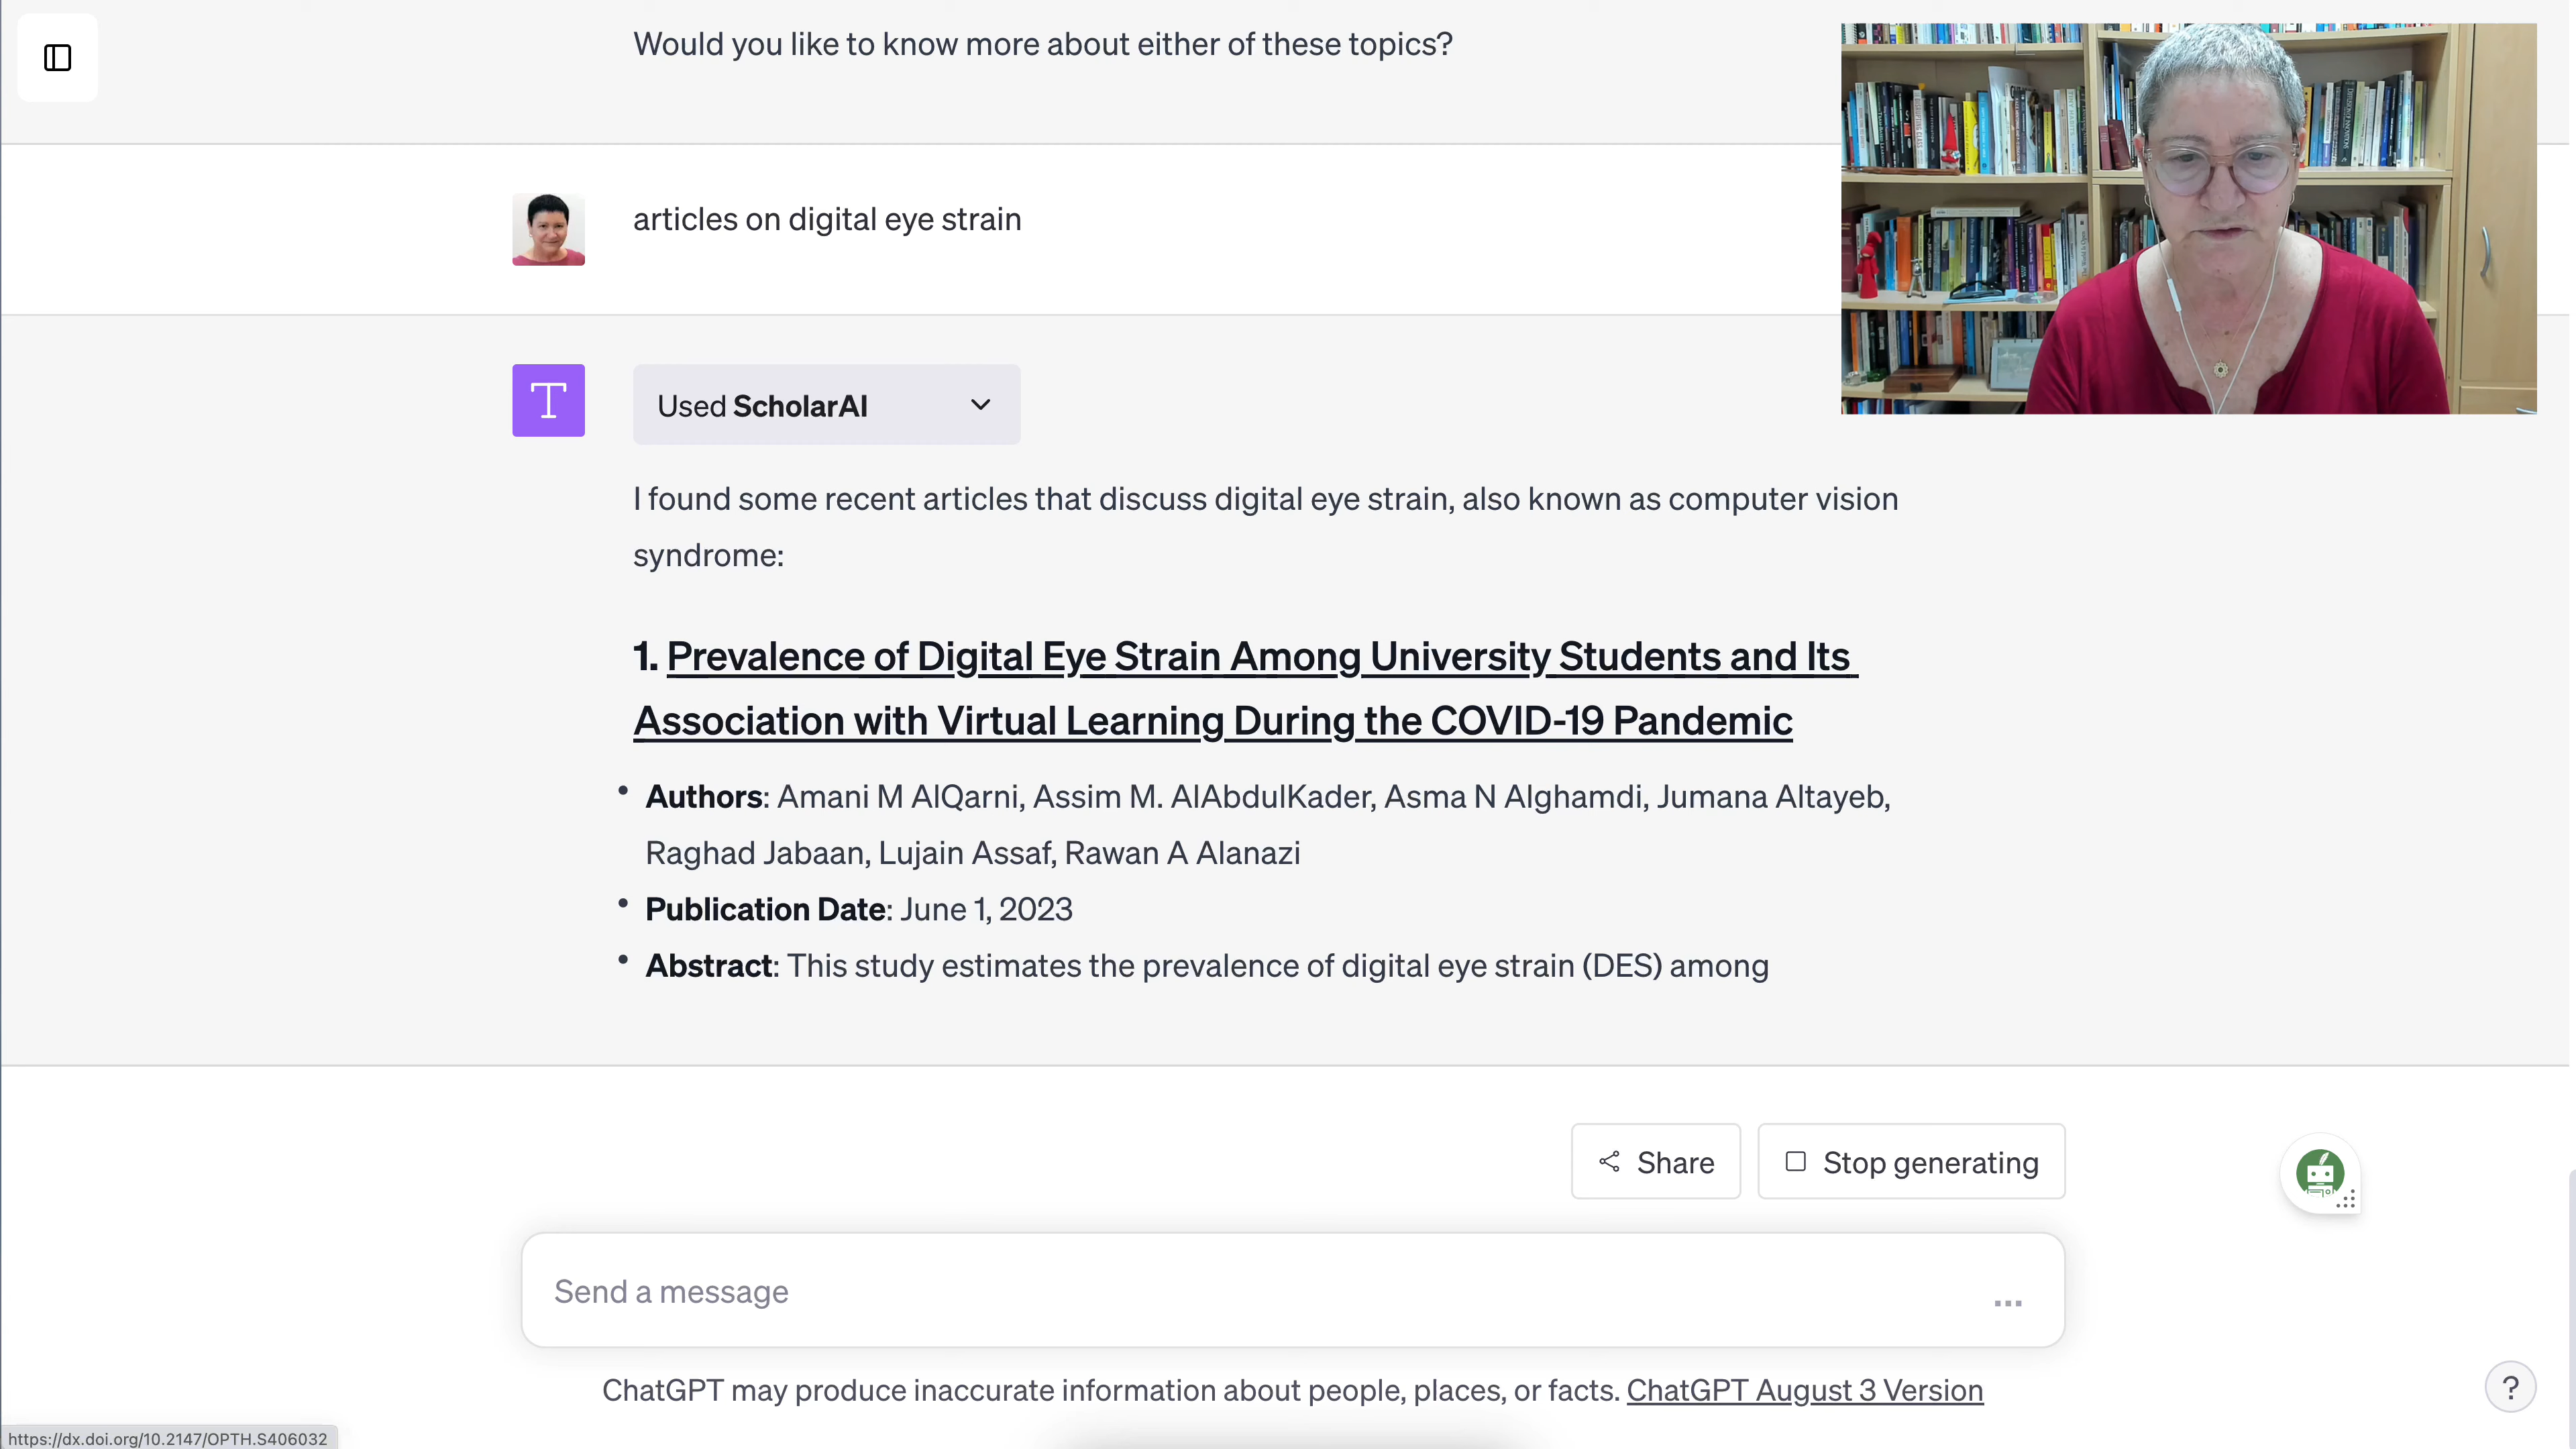 Would you like to know more about either of these topics?
articles on digital eye strain
T
Used ScholarAI
I found some recent articles that discuss digital eye strain, also known as computer vision
syndrome:
1. Prevalence of Digital Eye Strain Among University Students and Its
Association with Virtual Learning During the COVID-19 Pandemic
• Authors: Amani M AlQarni, Assim M. AlAbdulKader, Asma N Alghamdi, Jumana Altayeb,
Raghad Jabaan, Lujain Assaf, Rawan A Alanazi
• Publication Date: June 1, 2023
• Abstract: This study estimates the prevalence of digital eye strain (DES) among
Share
Stop generating
Send a message
ChatGPT may produce inaccurate information about people, places, or facts. ChatGPT August 3 Version
?
https://dx.doi.org/10.2147/OPTH.S406032